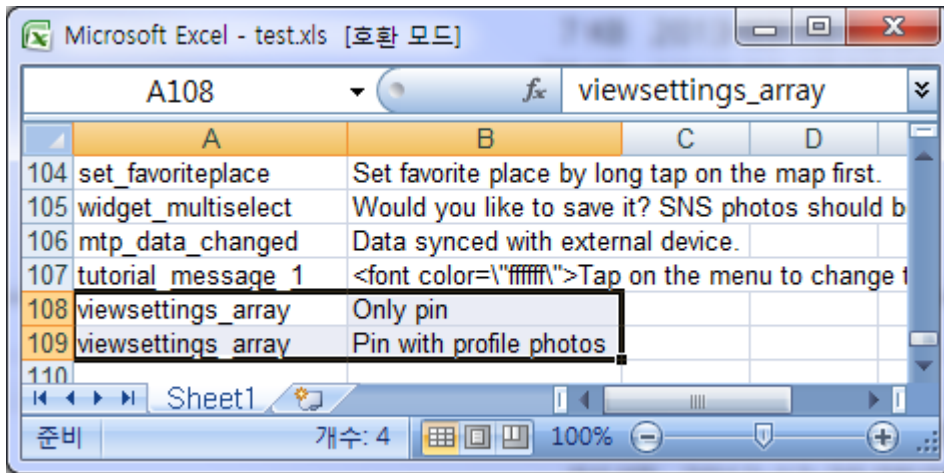 Microsoft Excel - test.xls [호환 모드]
A108 fx viewsettings_array
A B C D
104 set_favoriteplace Set favorite place by long tap on the map first.
105 widget_multiselect Would you like to save it? SNS photos should b
106 mtp_data_changed Data synced with external device.
107 tutorial_message_1 <font color=\"ffffff\">Tap on the menu to change t
108 viewsettings_array Only pin
109 viewsettings_array Pin with profile photos
110
Sheet1
준비 개수: 4 100%